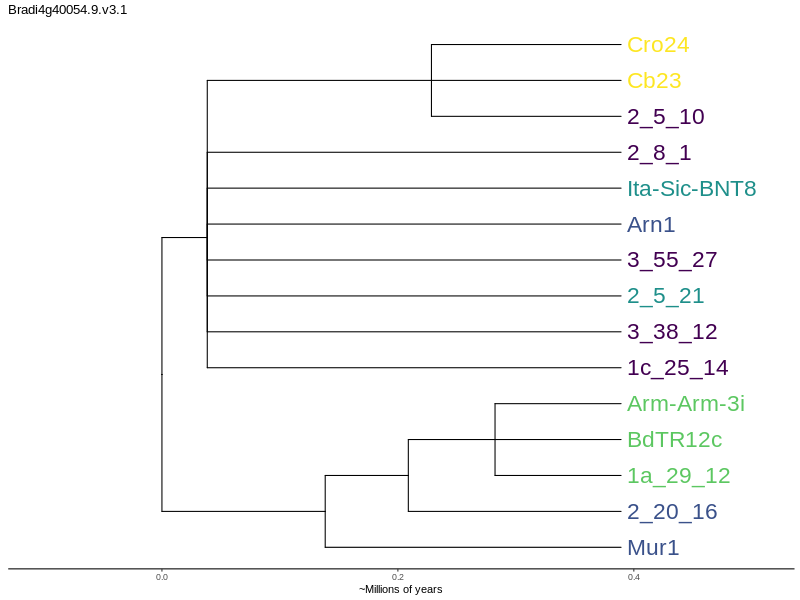 Bradi4g40054.9.v3.1
Cro24
Cb23
2_5_10
2_8_1
Ita-Sic-BNT8
Arn1
3_55_27
2_5_21
3_38_12
1c_25_14
Arm-Arm-3i
BdTR12c
1a_29_12
2_20_16
Mur1
0.0 0.2 0.4
~Millions of years